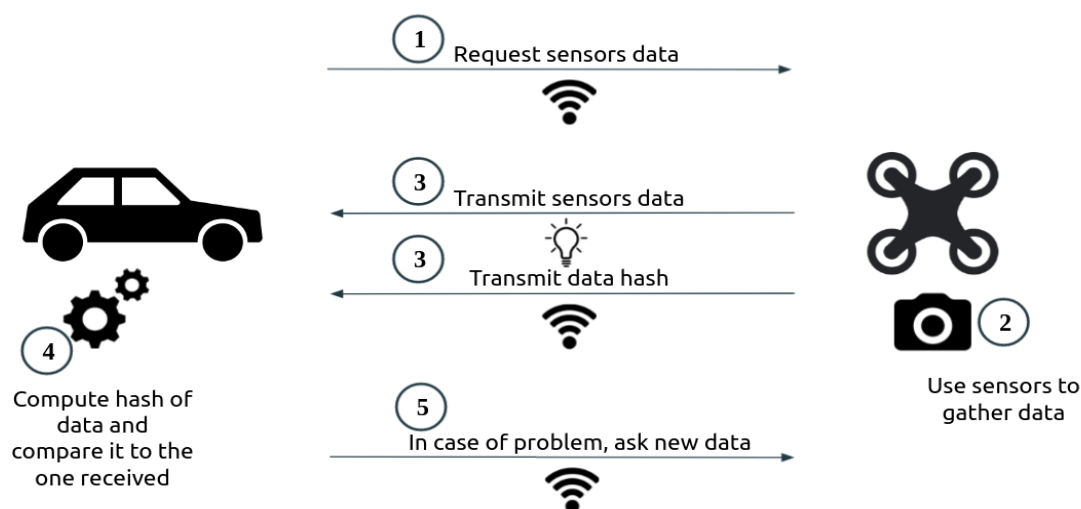 1
Request sensors data
3
Transmit sensors data
3
Transmit data hash
4
Compute hash of
data and
compare it to the
one received
2
Use sensors to
gather data
5
In case of problem, ask new data